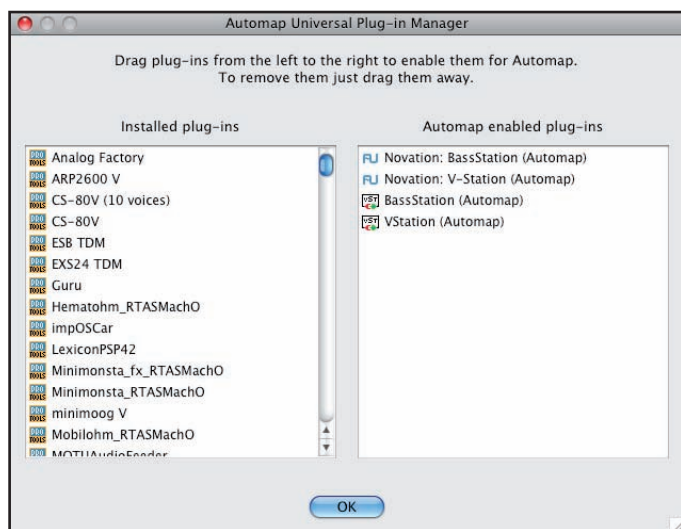 Automap Universal Plug-in Manager
Drag plug-ins from the left to the right to enable them for Automap.
To remove them just drag them away.
Installed plug-ins
Analog Factory
ARP2600 V
CS-80V (10 voices)
CS-80V
ESB TDM
EXS24 TDM
Guru
Hematohm_RTASMachO
impOSCar
LexiconPSP42
Minimonsta_fx_RTASMachO
Minimonsta_RTASMachO
minimoog V
Mobilohm_RTASMachO
MOTUAudioFeeder
Automap enabled plug-ins
Novation: BassStation (Automap)
Novation: V-Station (Automap)
BassStation (Automap)
VStation (Automap)
OK